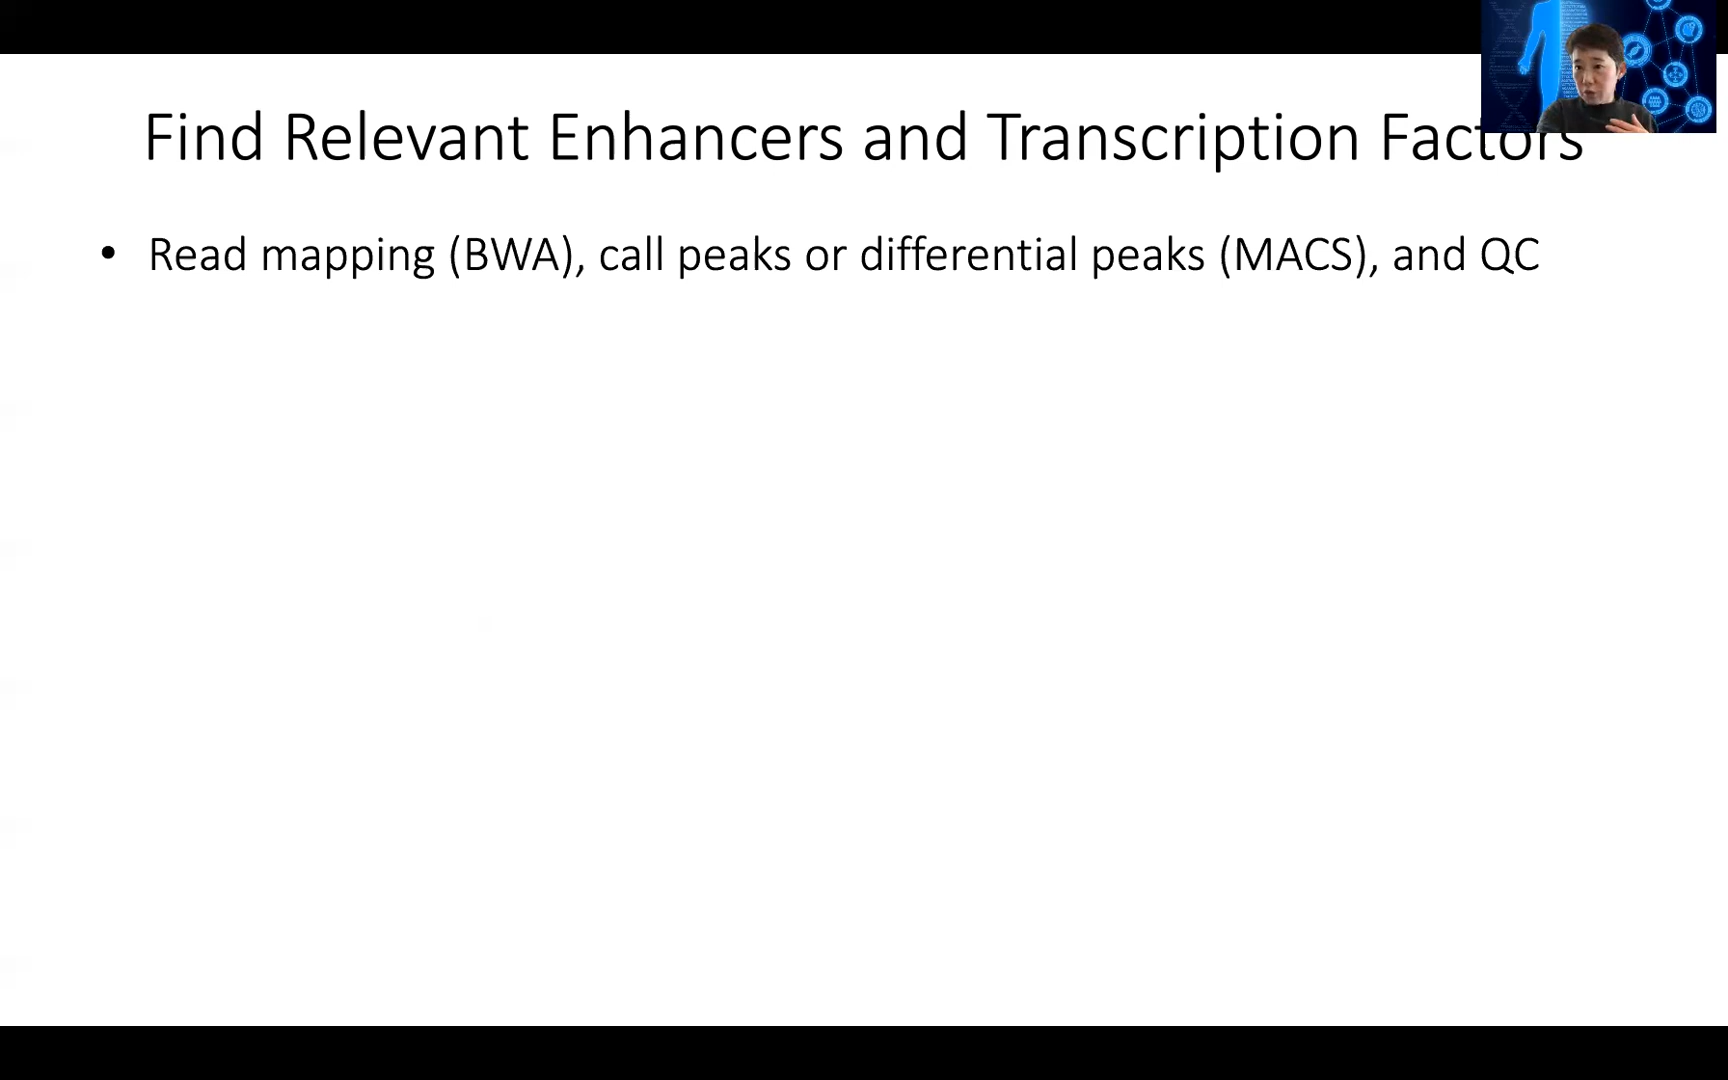 Find Relevant Enhancers and Transcription Factors
• Read mapping (BWA), call peaks or differential peaks (MACS), and QC